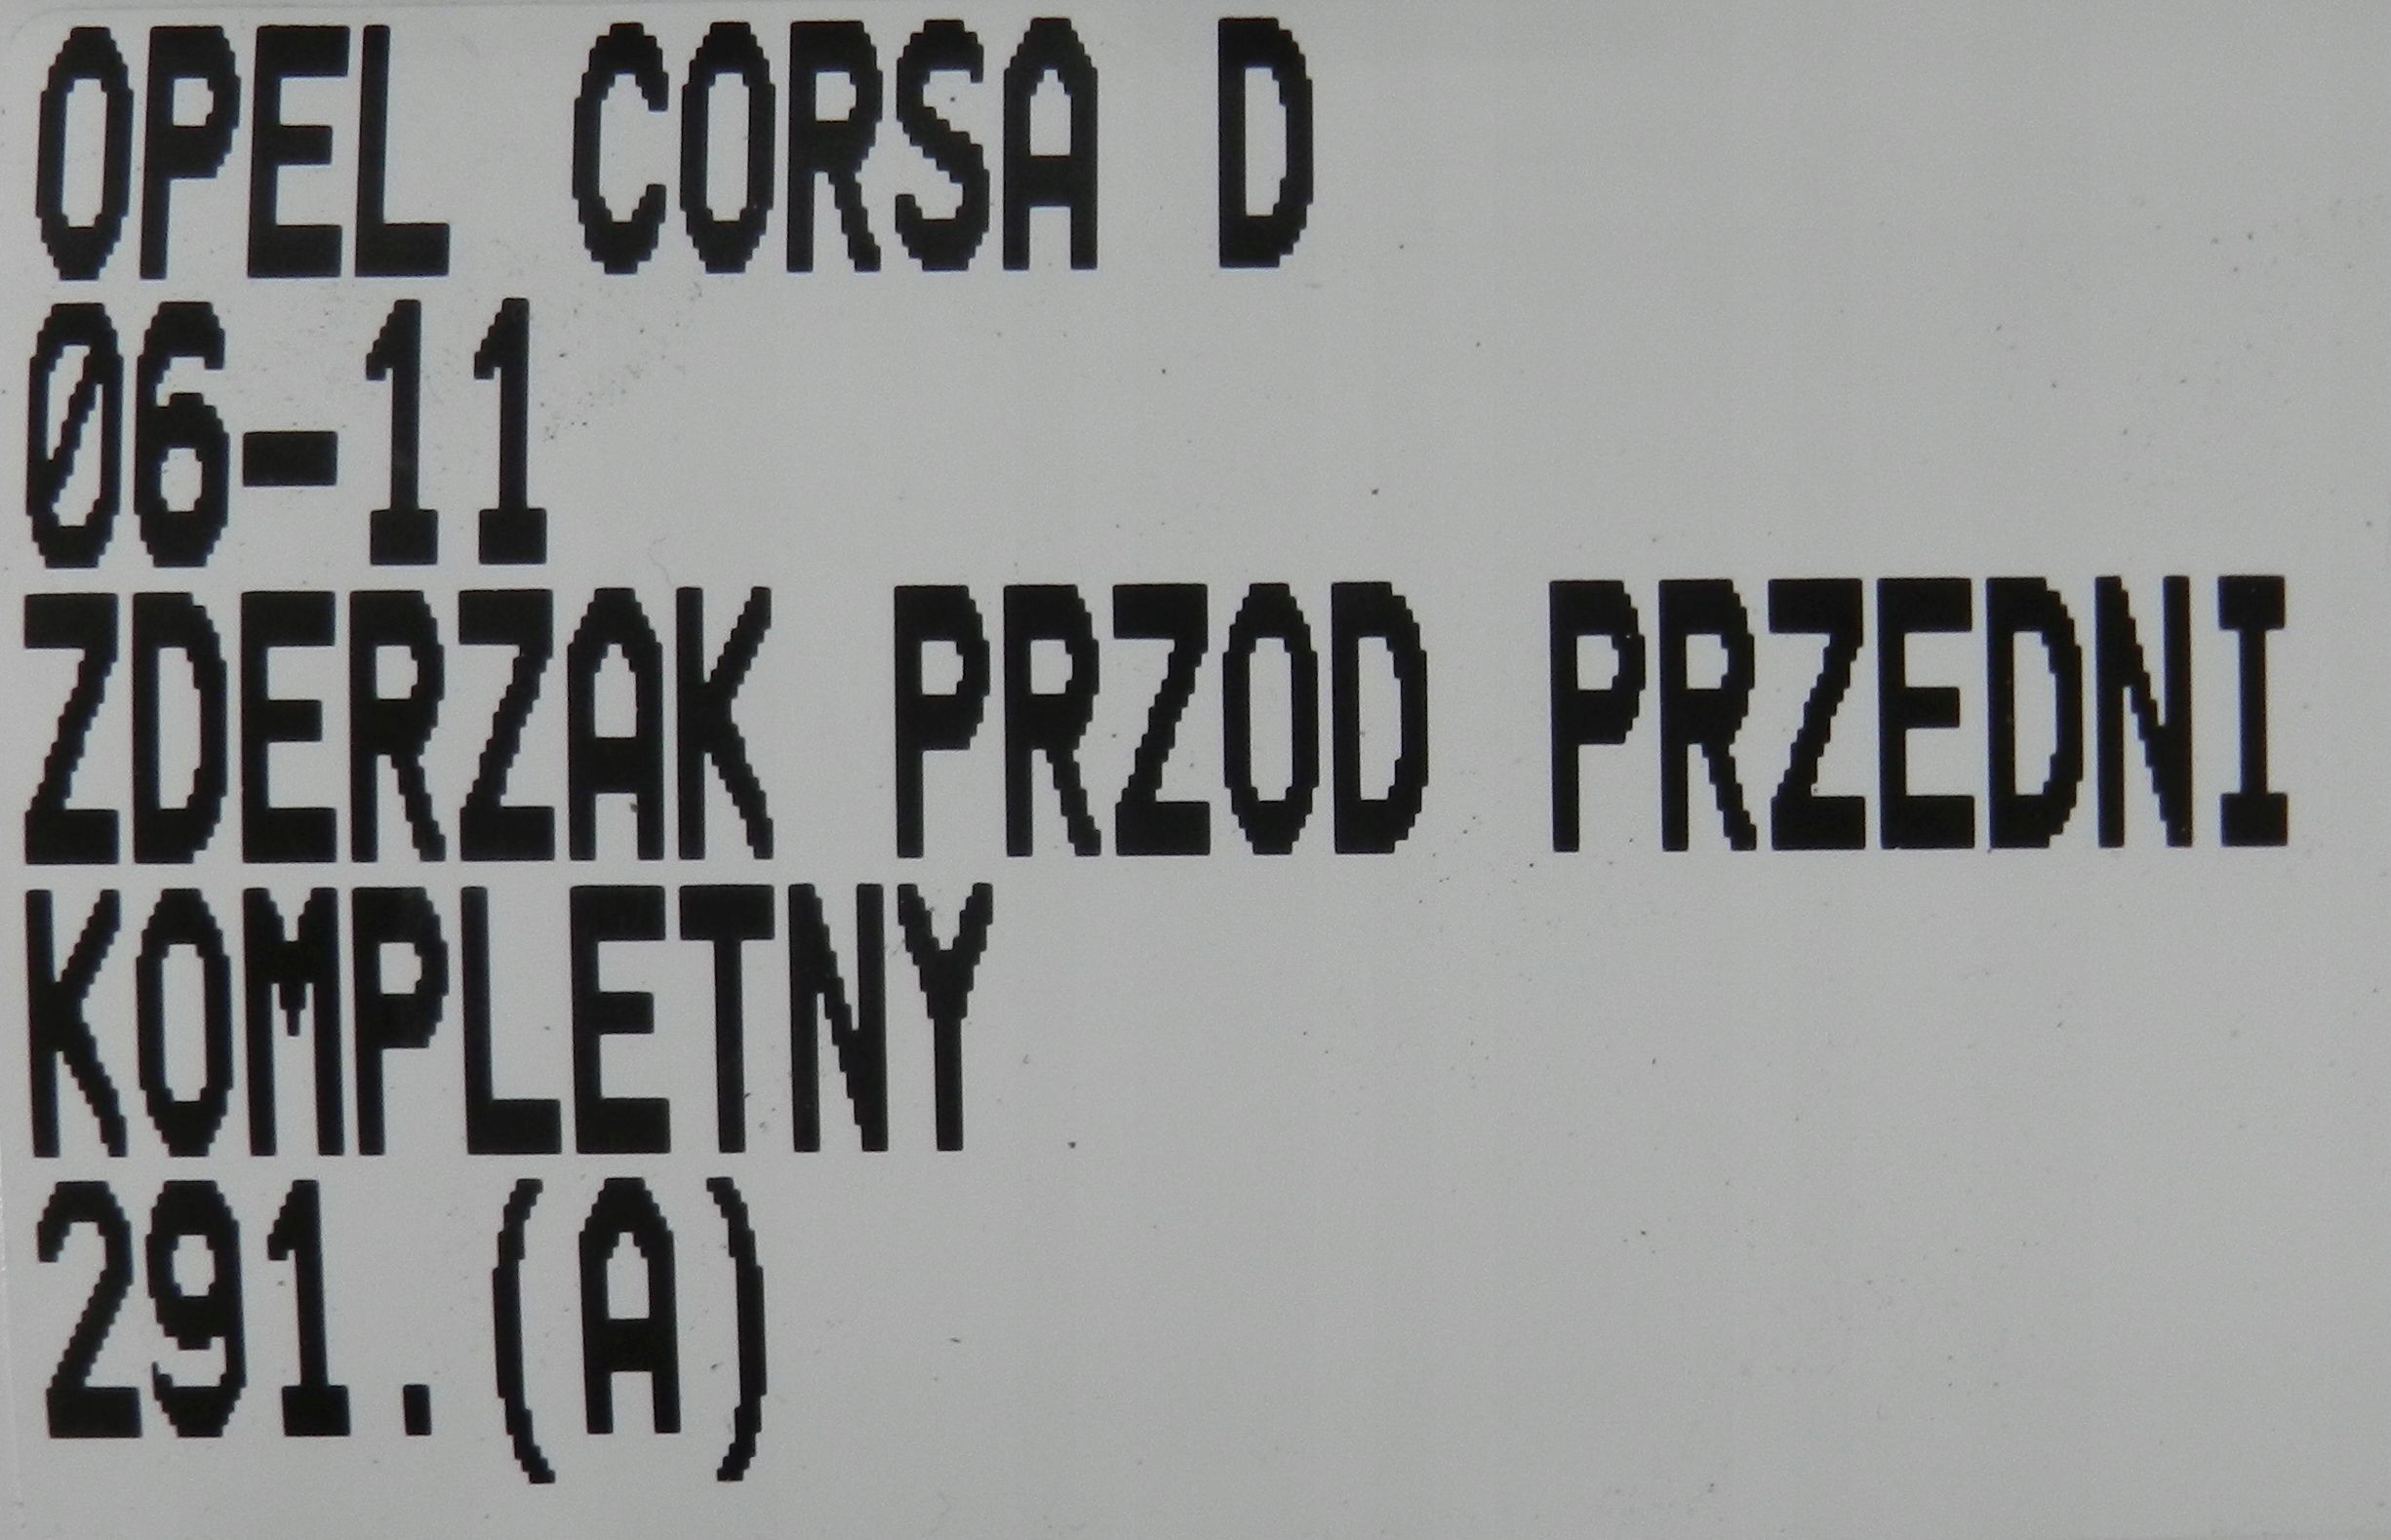 OPEL CORSA D
06-11
ZDERZAK PRZOD PRZEDNI
KOMPLETNY
291.(A)